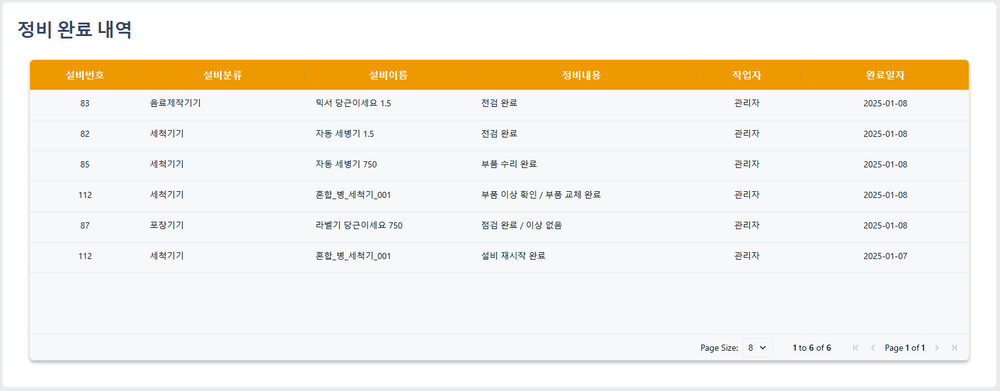 정비 완료 내역
설비번호 설비분류 설비이름 정비내용 작업자 완료일자
83 음료제작기기 믹서 당근이세요 1.5 전검 완료 관리자 2025-01-08
82 세척기기 자동 세병기 1.5 전검 완료 관리자 2025-01-08
85 세척기기 자동 세병기 750 부품 수리 완료 관리자 2025-01-08
112 세척기기 혼합_병_세척기_001 부품 이상 확인 / 부품 교체 완료 관리자 2025-01-08
87 포장기기 라벨기 당근이세요 750 점검 완료 / 이상 없음 관리자 2025-01-08
112 세척기기 혼합_병_세척기_001 설비 재시작 완료 관리자 2025-01-07
Page Size: 8 1 to 6 of 6 Page 1 of 1